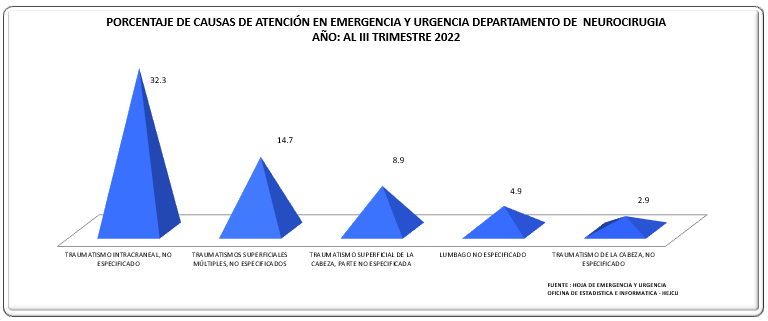 PORCENTAJE DE CAUSAS DE ATENCIÓN EN EMERGENCIA Y URGENCIA DEPARTAMENTO DE NEUROCIRUGIA
AÑO: AL III TRIMESTRE 2022
32.3
14.7
8.9
4.9
2.9
TRAUMATISMO INTRACRANEAL, NO
ESPECIFICADO
TRAUMATISMOS SUPERFICIALES
MÚLTIPLES, NO ESPECIFICADOS
TRAUMATISMO SUPERFICIAL DE LA
CABEZA, PARTE NO ESPECIFICADA
LUMBAGO NO ESPECIFICADO
TRAUMATISMO DE LA CABEZA, NO
ESPECIFICADO
FUENTE : HOJA DE EMERGENCIA Y URGENCIA
OFICINA DE ESTADISTICA E INFORMATICA - HEJCU